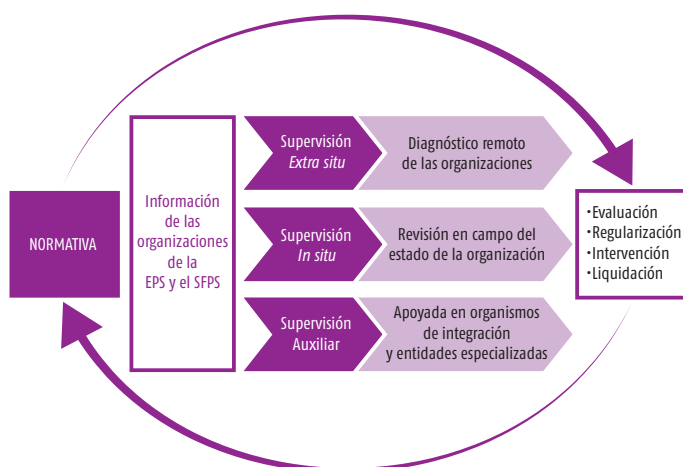 NORMATIVA
Información
de las
organizaciones
de la
EPS y el SFPS
Supervisión
Extra situ
Diagnóstico remoto
de las organizaciones
Supervisión
In situ
Revisión en campo del
estado de la organización
Supervisión
Auxiliar
Apoyada en organismos
de integración
y entidades especializadas
•Evaluación
•Regularización
•Intervención
•Liquidación